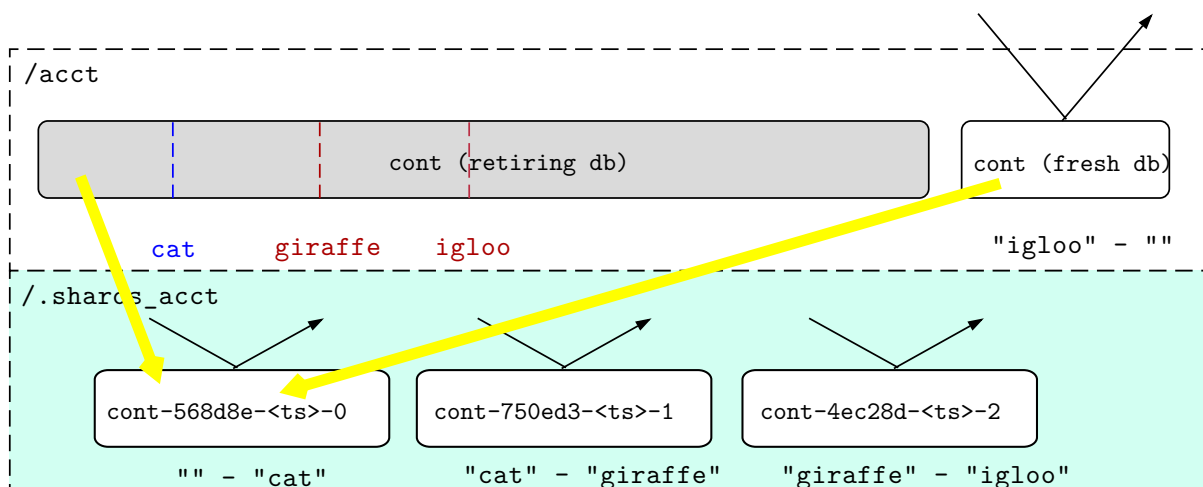 /acct
cont (retiring db)
cont (fresh db)
cat giraffe igloo
"igloo" - ""
/.shards_acct
cont-568d8e-<ts>-0
cont-750ed3-<ts>-1
cont-4ec28d-<ts>-2
"" - "cat"
"cat" - "giraffe"
"giraffe" - "igloo"